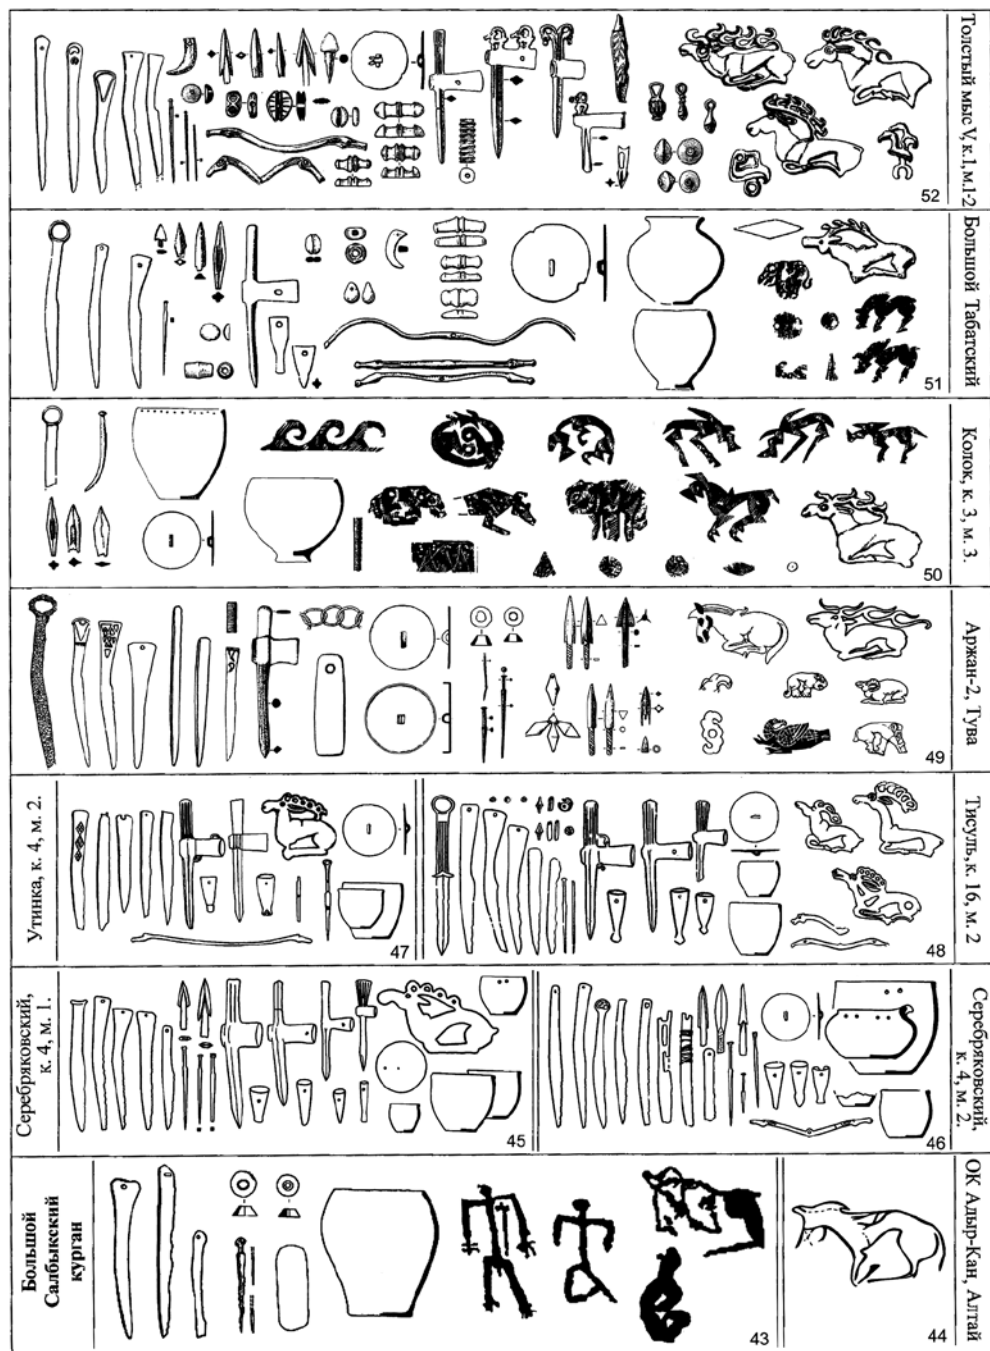 Толстый мыс V, к.1, м.1-2
52
Большой Табатский
51
Колок, к. 3, м. 3.
50
Аржан-2, Тува
49
Утинка, к. 4, м. 2.
47
Тисуль, к. 16, м. 2
48
Серебряковский,
к. 4, м. 1.
45
Серебряковский,
к. 4, м. 2.
46
Большой
Салбыкский
курган
43
ОК Адыр-Кан, Алтай
44